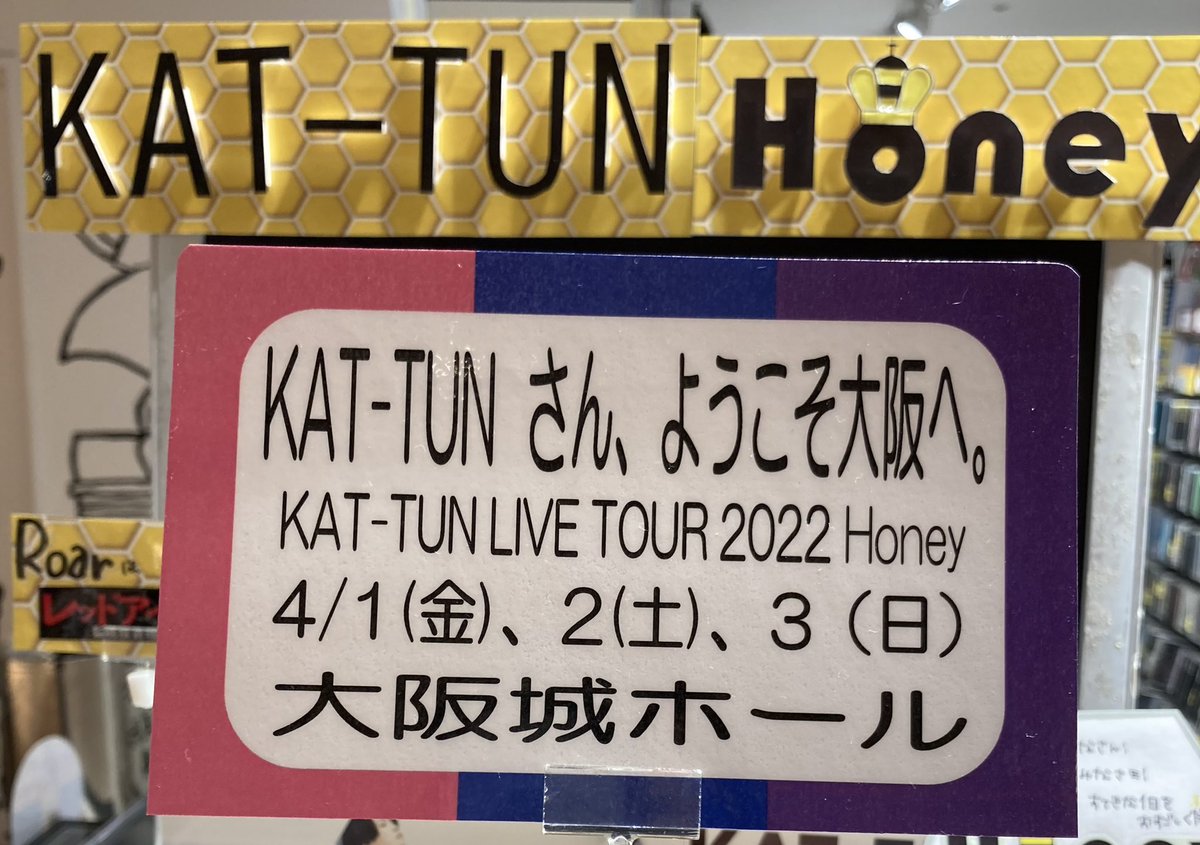 KAT-TUN Honey
KAT-TUN さん、ようこそ大阪へ。
KAT-TUN LIVE TOUR 2022 Honey
4/1(金)、2(土)、3（日）
大阪城ホール
Roar は
レッドアイ